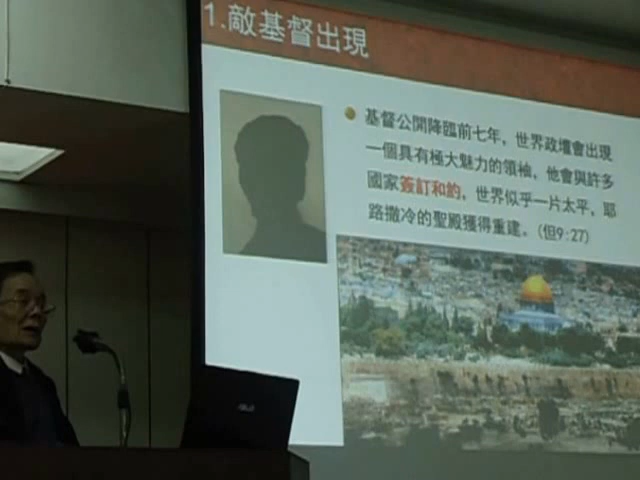 1.敵基督出現
基督公開降臨前七年，世界政壇會出現
一個具有極大魅力的領袖，他會與許多
國家簽訂和約，世界似乎一片太平，耶
路撒冷的聖殿獲得重建。(但9:27)